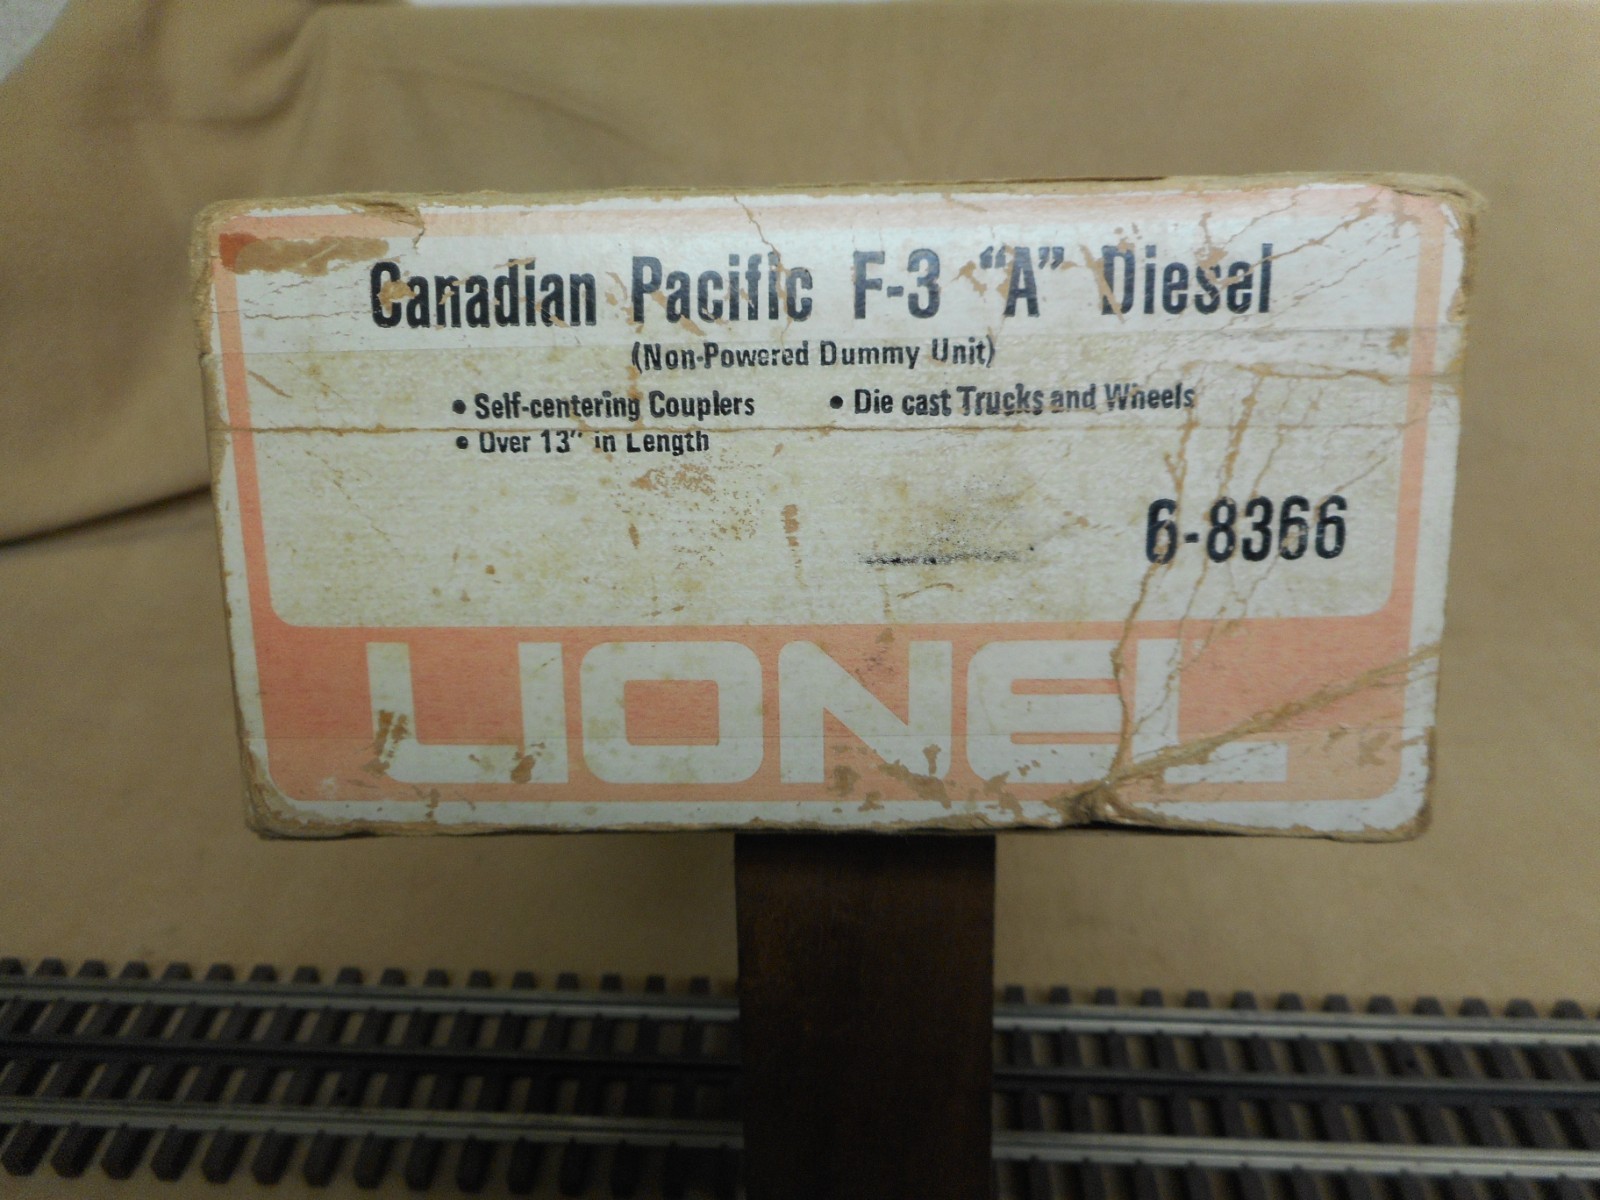 Canadian Pacific F-3 “A” Diesel
(Non-Powered Dummy Unit)
• Self-centering Couplers • Die cast Trucks and Wheels
• Over 13″ in Length
6-8366
LIONEL